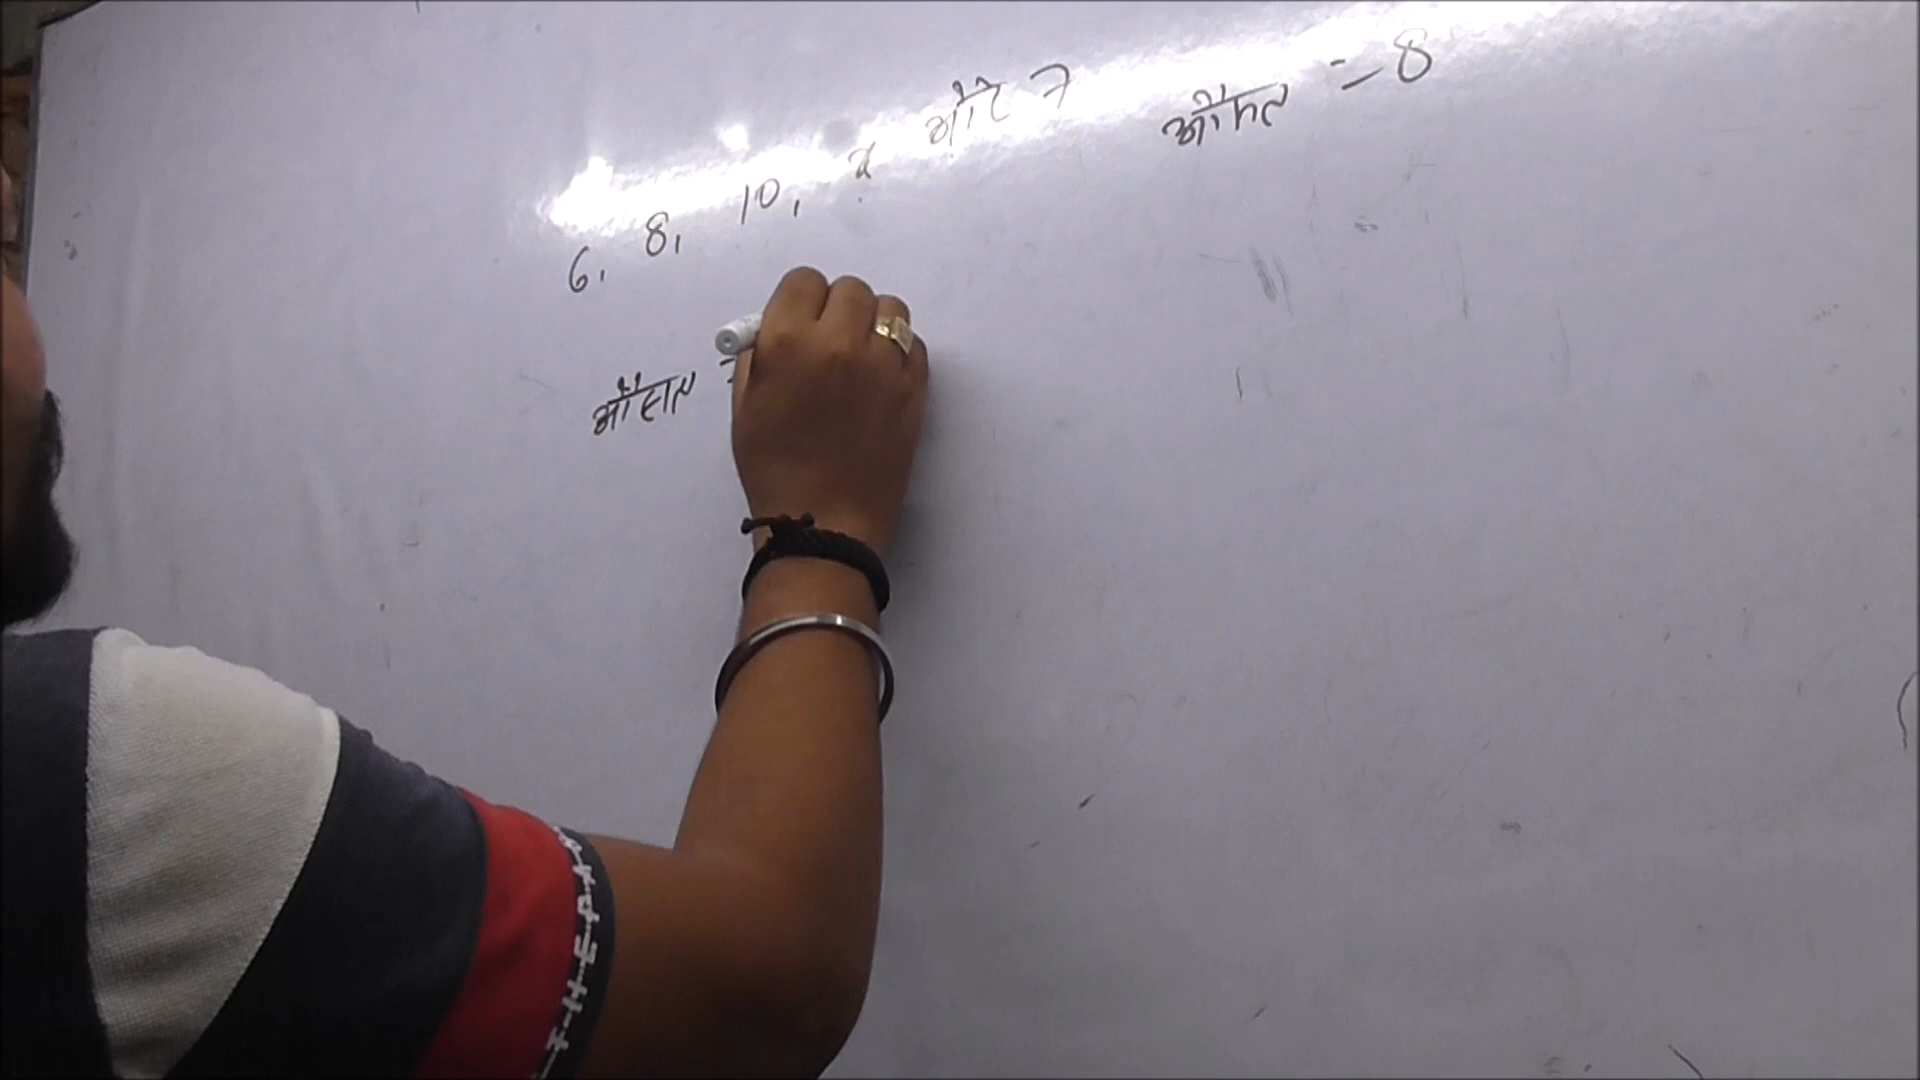 6, 8, 10, x और 7 औसत = 8
औसत =